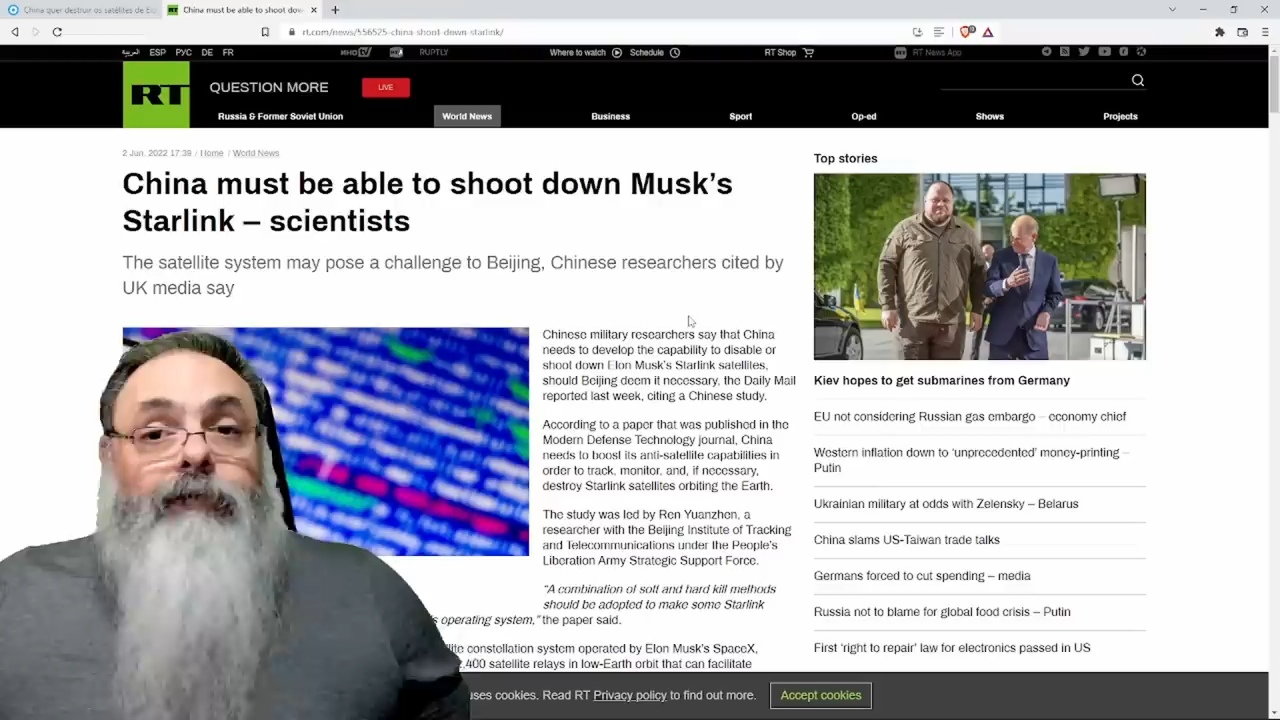 China quer destruir os satélites de Elo
China must be able to shoot dow
rt.com/news/556525-china-shoot-down-starlink/
العربية ESP РУС DE FR
ИНОTV
RUPTLY
Where to watch
Schedule
RT Shop
RT News App
RT
QUESTION MORE
LIVE
Russia & Former Soviet Union
World News
Business
Sport
Op-ed
Shows
Projects
2 Jun, 2022 17:39 / Home / World News
China must be able to shoot down Musk's
Starlink – scientists
The satellite system may pose a challenge to Beijing, Chinese researchers cited by
UK media say
Chinese military researchers say that China
needs to develop the capability to disable or
shoot down Elon Musk's Starlink satellites,
should Beijing deem it necessary, the Daily Mail
reported last week, citing a Chinese study.
According to a paper that was published in the
Modern Defense Technology journal, China
needs to boost its anti-satellite capabilities in
order to track, monitor, and, if necessary,
destroy Starlink satellites orbiting the Earth.
The study was led by Ren Yuanzhen, a
researcher with the Beijing Institute of Tracking
and Telecommunications under the People's
Liberation Army Strategic Support Force.
“A combination of soft and hard kill methods
should be adopted to make some Starlink
operating system,” the paper said.
constellation system operated by Elon Musk's SpaceX,
satellite relays in low-Earth orbit that can facilitate
Top stories
Kiev hopes to get submarines from Germany
EU not considering Russian gas embargo – economy chief
Western inflation down to ‘unprecedented’ money-printing –
Putin
Ukrainian military at odds with Zelensky – Belarus
China slams US-Taiwan trade talks
Germans forced to cut spending – media
Russia not to blame for global food crisis – Putin
First ‘right to repair’ law for electronics passed in US
uses cookies. Read RT Privacy policy to find out more.
Accept cookies